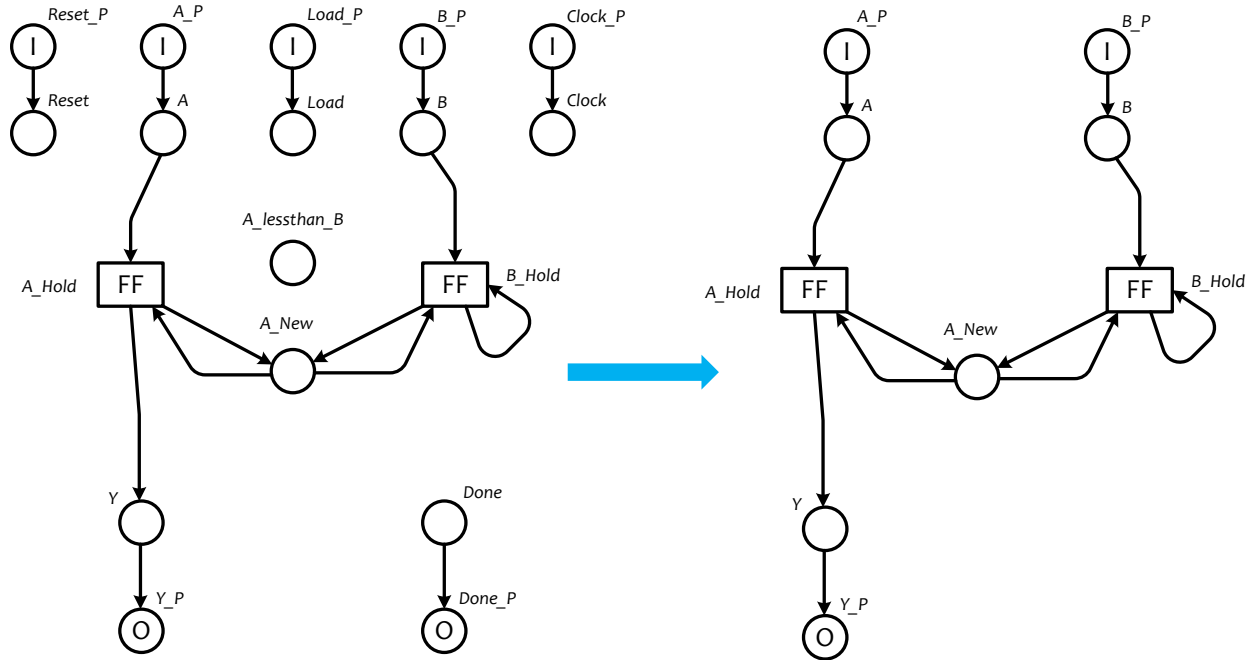 Reset_P
A_P
Load_P
B_P
Clock_P
I
I
I
I
I
Reset
A
Load
B
Clock
A_lessthan_B
A_Hold
FF
FF
B_Hold
A_New
Y
Done
Y_P
Done_P
O
O
A_P
B_P
I
I
A
B
A_Hold
FF
FF
B_Hold
A_New
Y
Y_P
O